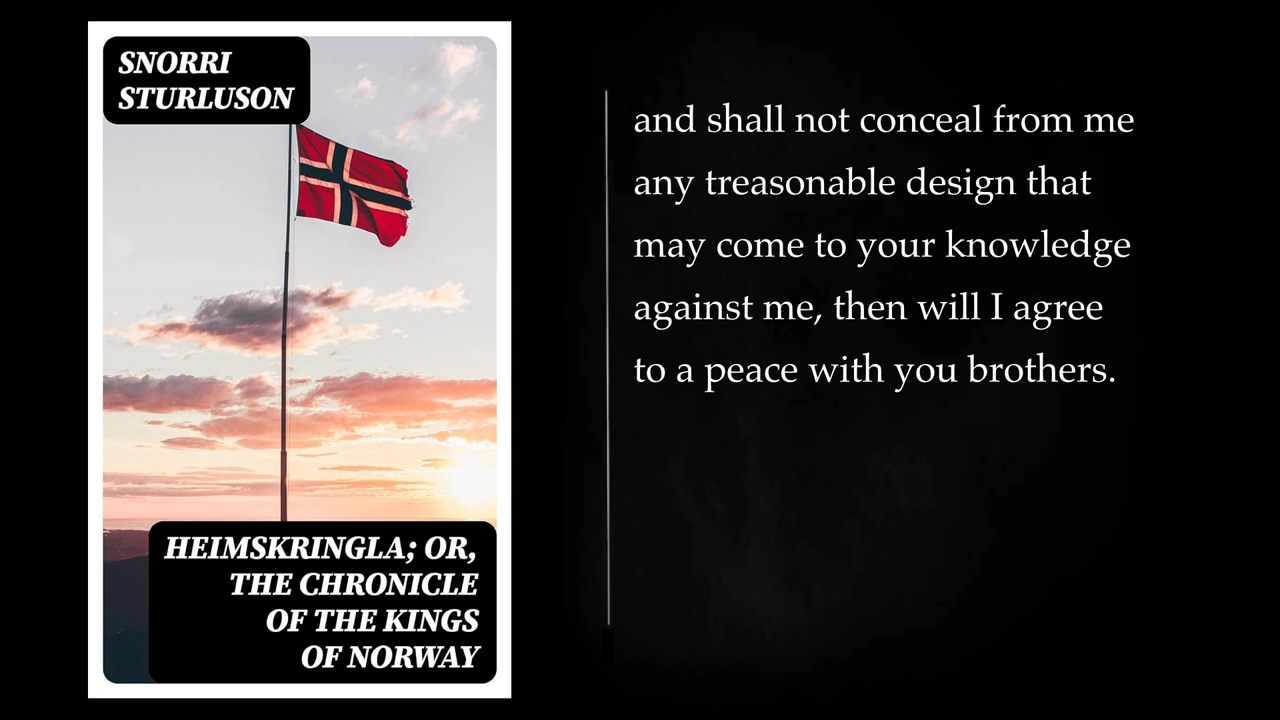 SNORRI
STURLUSON
HEIMSKRINGLA; OR,
THE CHRONICLE
OF THE KINGS
OF NORWAY
and shall not conceal from me
any treasonable design that
may come to your knowledge
against me, then will I agree
to a peace with you brothers.